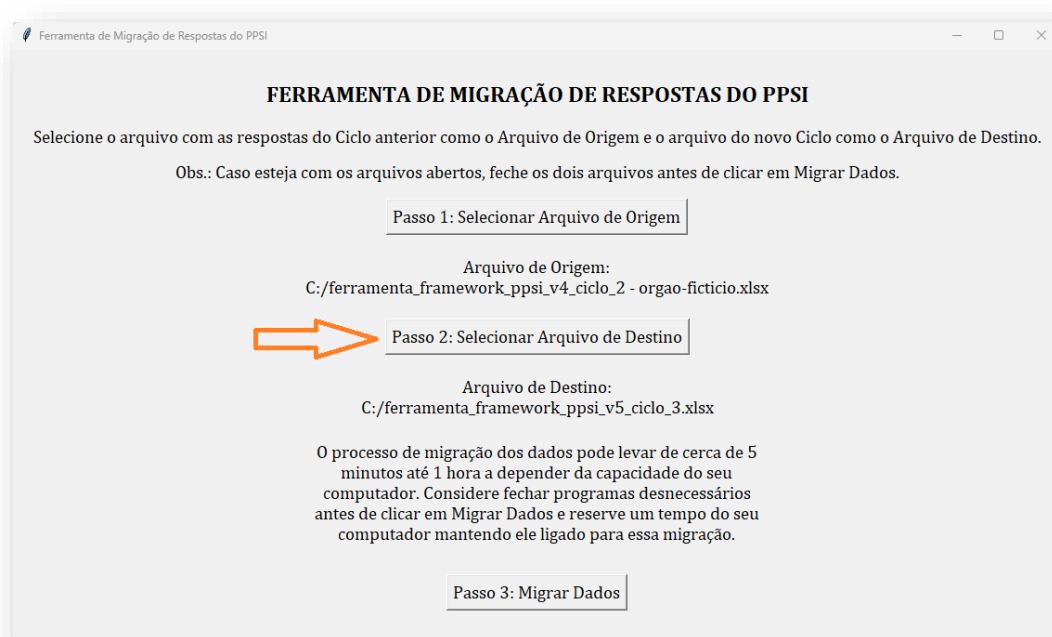 Ferramenta de Migração de Respostas do PPSI
FERRAMENTA DE MIGRAÇÃO DE RESPOSTAS DO PPSI
Selecione o arquivo com as respostas do Ciclo anterior como o Arquivo de Origem e o arquivo do novo Ciclo como o Arquivo de Destino.
Obs.: Caso esteja com os arquivos abertos, feche os dois arquivos antes de clicar em Migrar Dados.
Passo 1: Selecionar Arquivo de Origem
Arquivo de Origem:
C:/ferramenta_framework_ppsi_v4_ciclo_2 - orgao-ficticio.xlsx
Passo 2: Selecionar Arquivo de Destino
Arquivo de Destino:
C:/ferramenta_framework_ppsi_v5_ciclo_3.xlsx
O processo de migração dos dados pode levar de cerca de 5
minutos até 1 hora a depender da capacidade do seu
computador. Considere fechar programas desnecessários
antes de clicar em Migrar Dados e reserve um tempo do seu
computador mantendo ele ligado para essa migração.
Passo 3: Migrar Dados